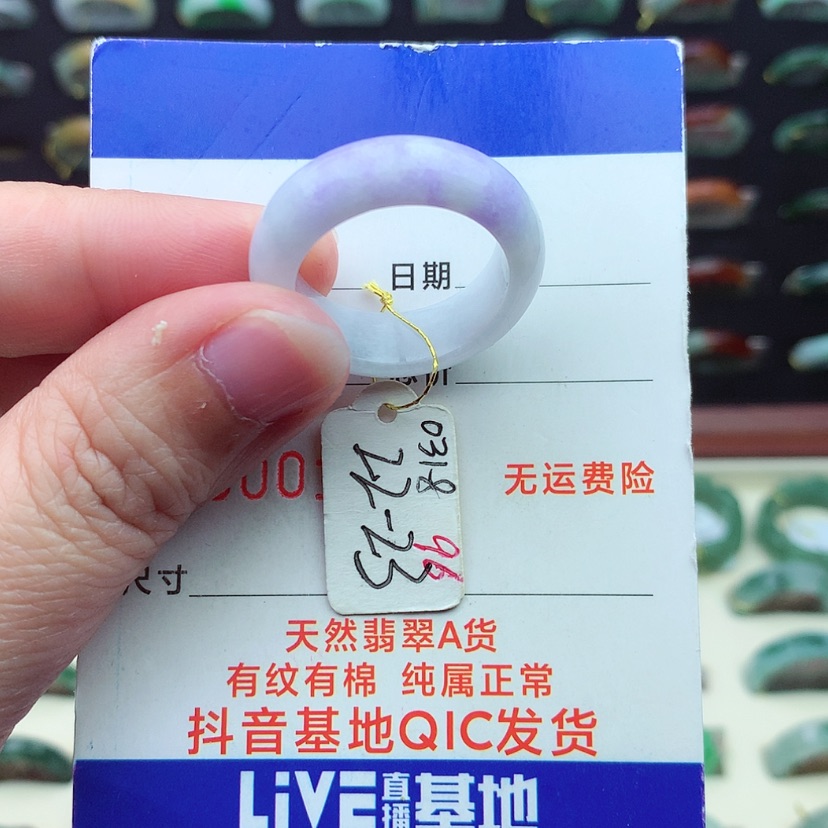 日期
无运费险
0318
22-23
96
尺寸
天然翡翠A货
有纹有棉 纯属正常
抖音基地QIC发货
LiVE直播基地